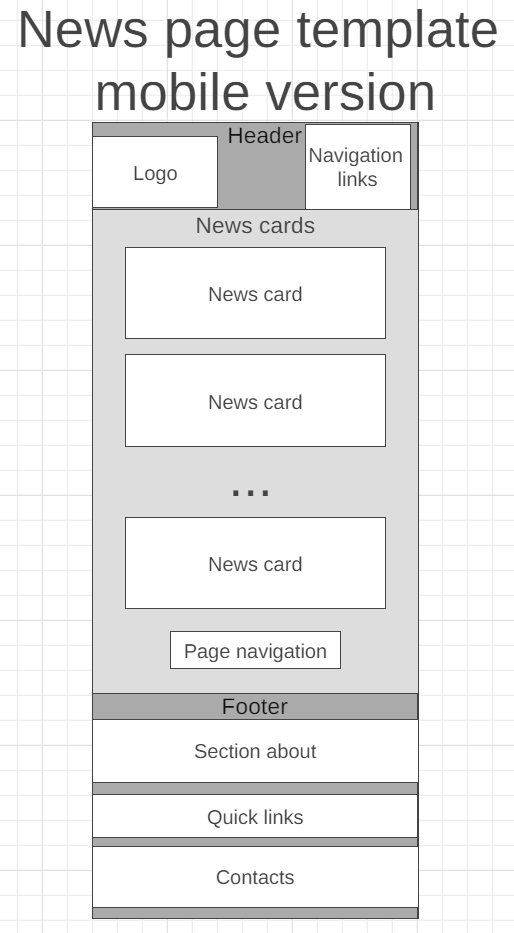 News page template
mobile version
Header
Logo
Navigation
links
News cards
News card
News card
...
News card
Page navigation
Footer
Section about
Quick links
Contacts